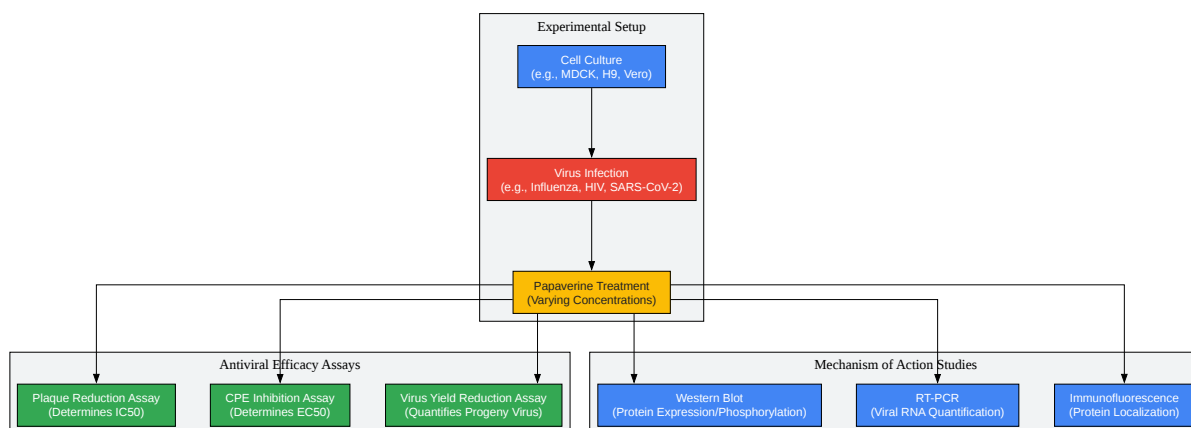 Experimental Setup
Cell Culture
(e.g., MDCK, H9, Vero)
Virus Infection
(e.g., Influenza, HIV, SARS-CoV-2)
Papaverine Treatment
(Varying Concentrations)
Antiviral Efficacy Assays
Plaque Reduction Assay
(Determines IC50)
CPE Inhibition Assay
(Determines EC50)
Virus Yield Reduction Assay
(Quantifies Progeny Virus)
Mechanism of Action Studies
Western Blot
(Protein Expression/Phosphorylation)
RT-PCR
(Viral RNA Quantification)
Immunofluorescence
(Protein Localization)